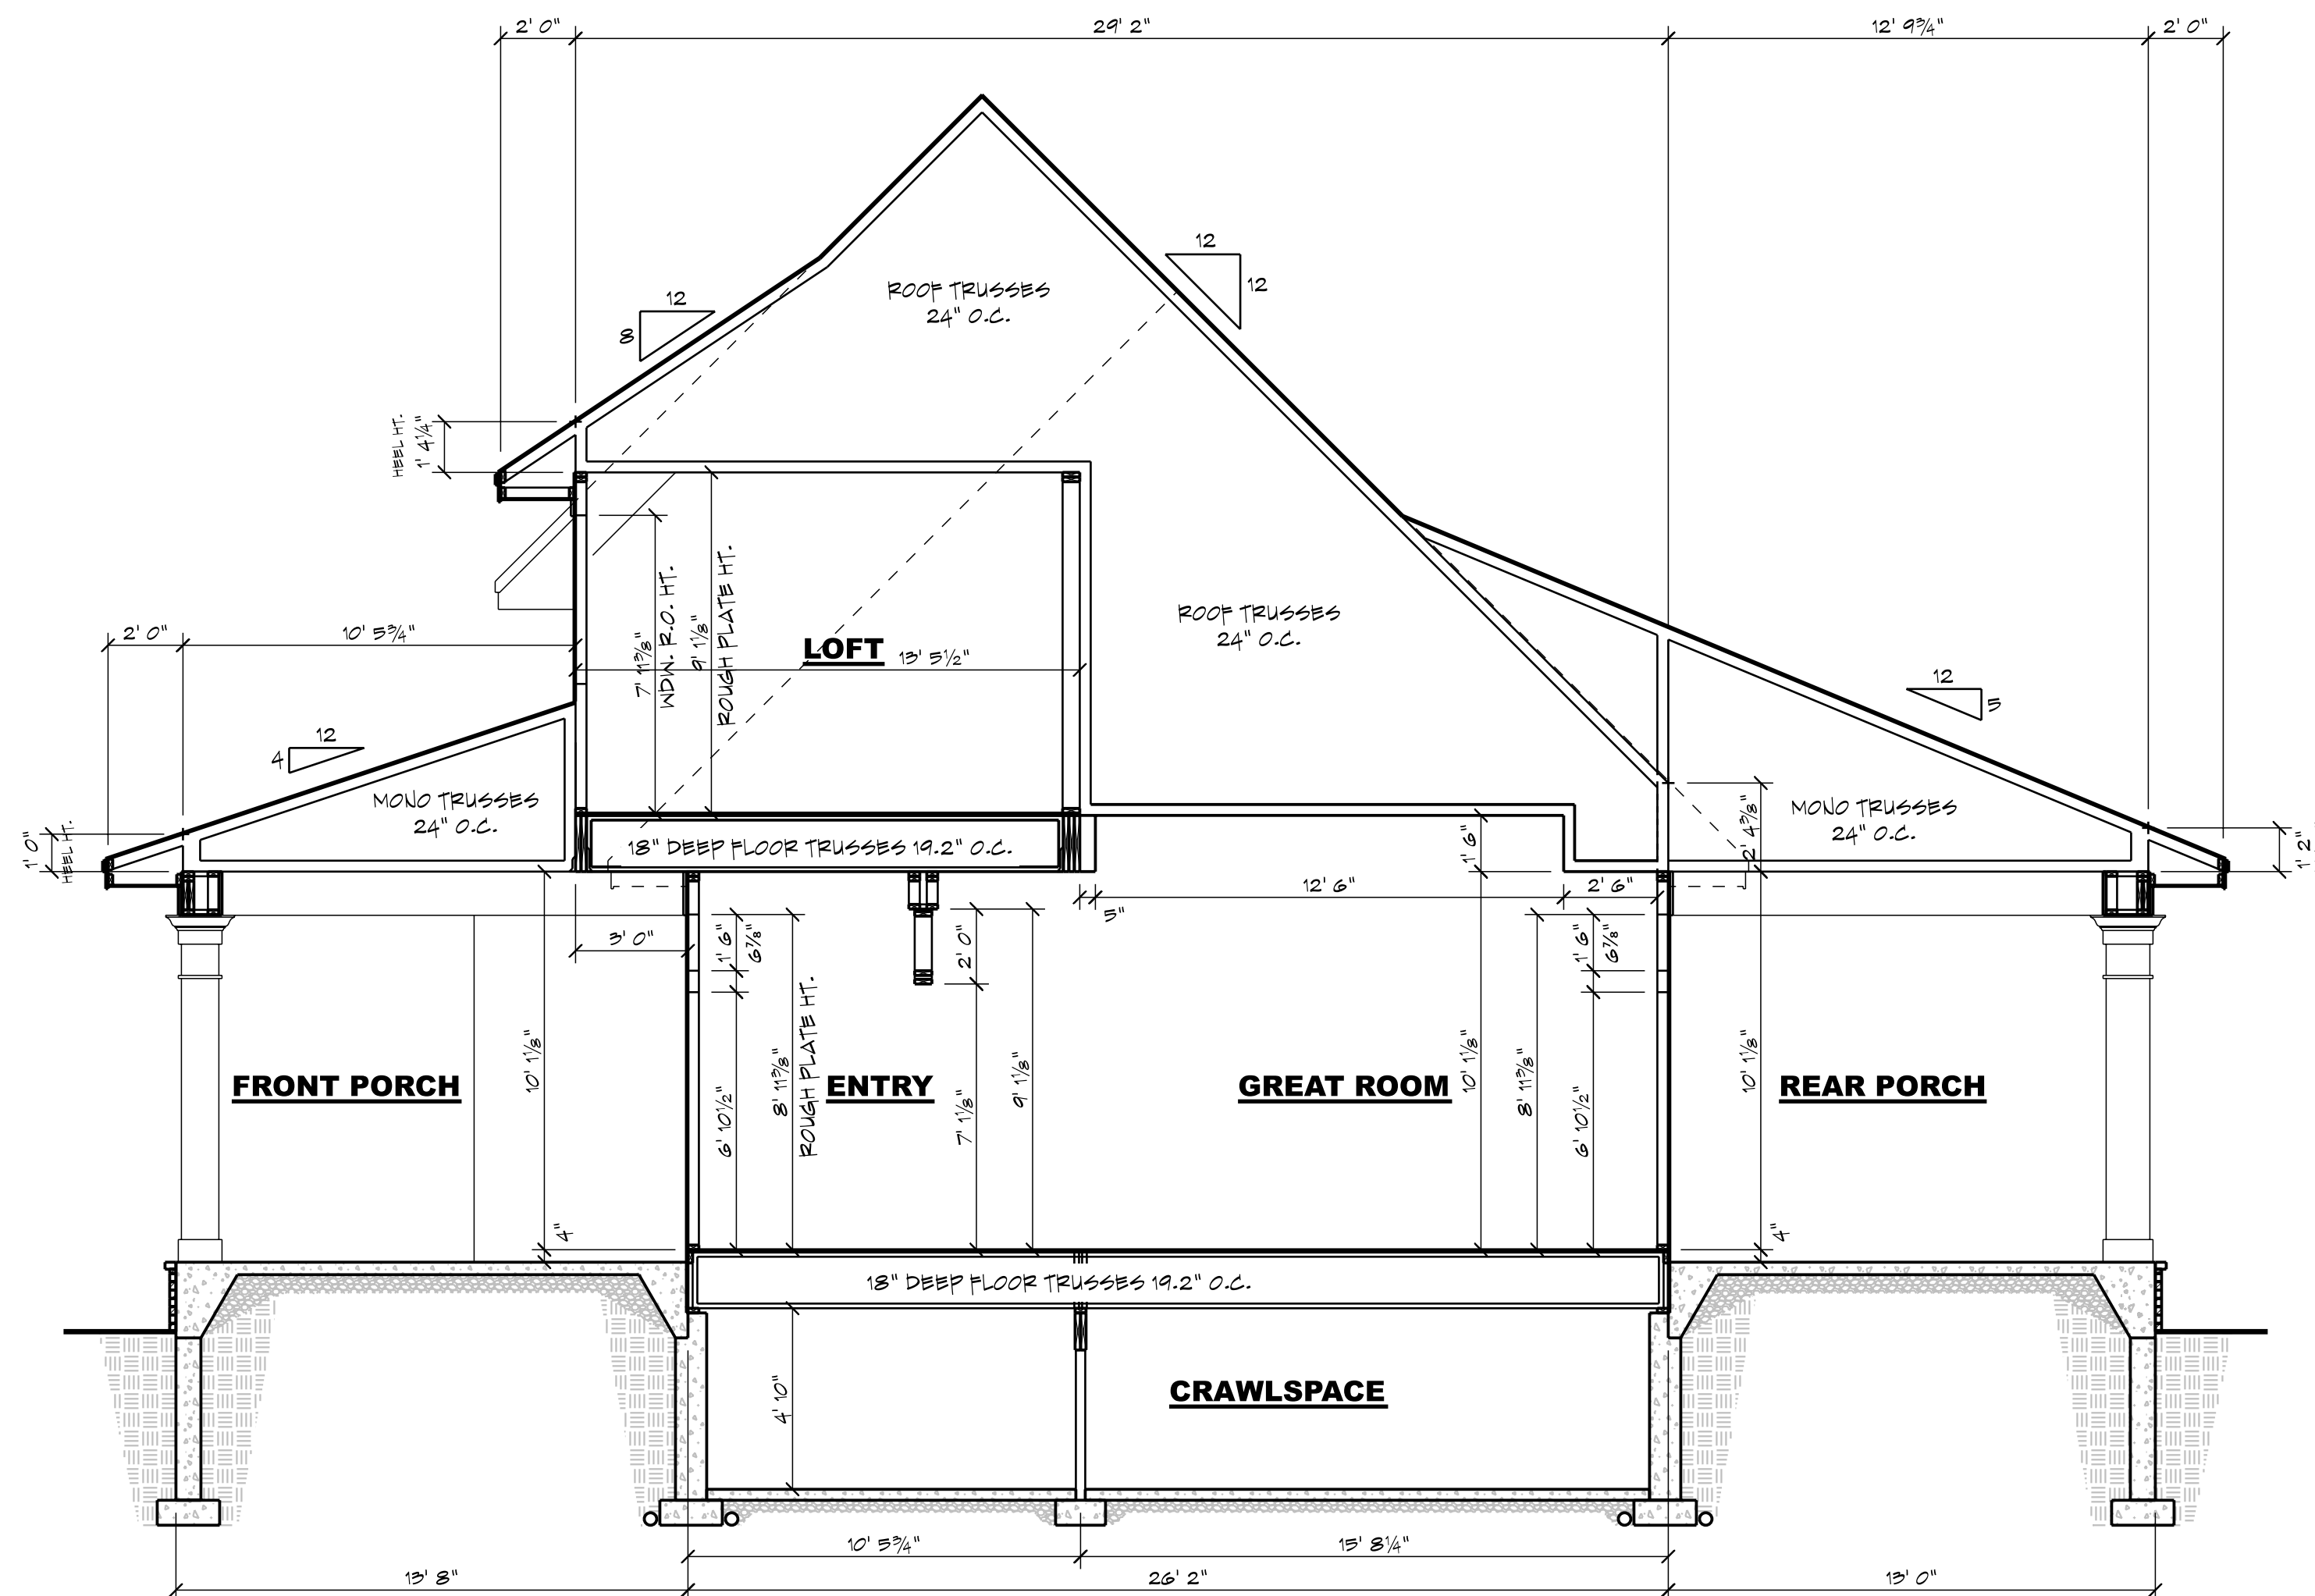 2' 0"
29' 2"
12' 9¾"
2' 0"
12
12
ROOF TRUSSES
24" O.C.
12
8
HEEL HT.
1' 4¼"
7' 11⅜"
WDW. R.O. HT.
9' 1⅛"
ROUGH PLATE HT.
LOFT
13' 5½"
ROOF TRUSSES
24" O.C.
2' 0"
10' 5¾"
12
5
12
4
MONO TRUSSES
24" O.C.
MONO TRUSSES
24" O.C.
1' 0"
HEEL HT.
18" DEEP FLOOR TRUSSES 19.2" O.C.
1' 6"
2' 4⅜"
1' 2"
12' 6"
2' 6"
5"
3' 0"
1' 6"
6⅞"
2' 0"
1' 6"
6⅞"
10' 1⅛"
6' 10½"
8' 11⅜"
ROUGH PLATE HT.
7' 1⅛"
9' 1⅛"
10' 1⅛"
8' 11⅜"
6' 10½"
10' 1⅛"
FRONT PORCH
ENTRY
GREAT ROOM
REAR PORCH
4"
4"
18" DEEP FLOOR TRUSSES 19.2" O.C.
4' 10"
CRAWLSPACE
10' 5¾"
15' 8¼"
13' 8"
26' 2"
13' 0"